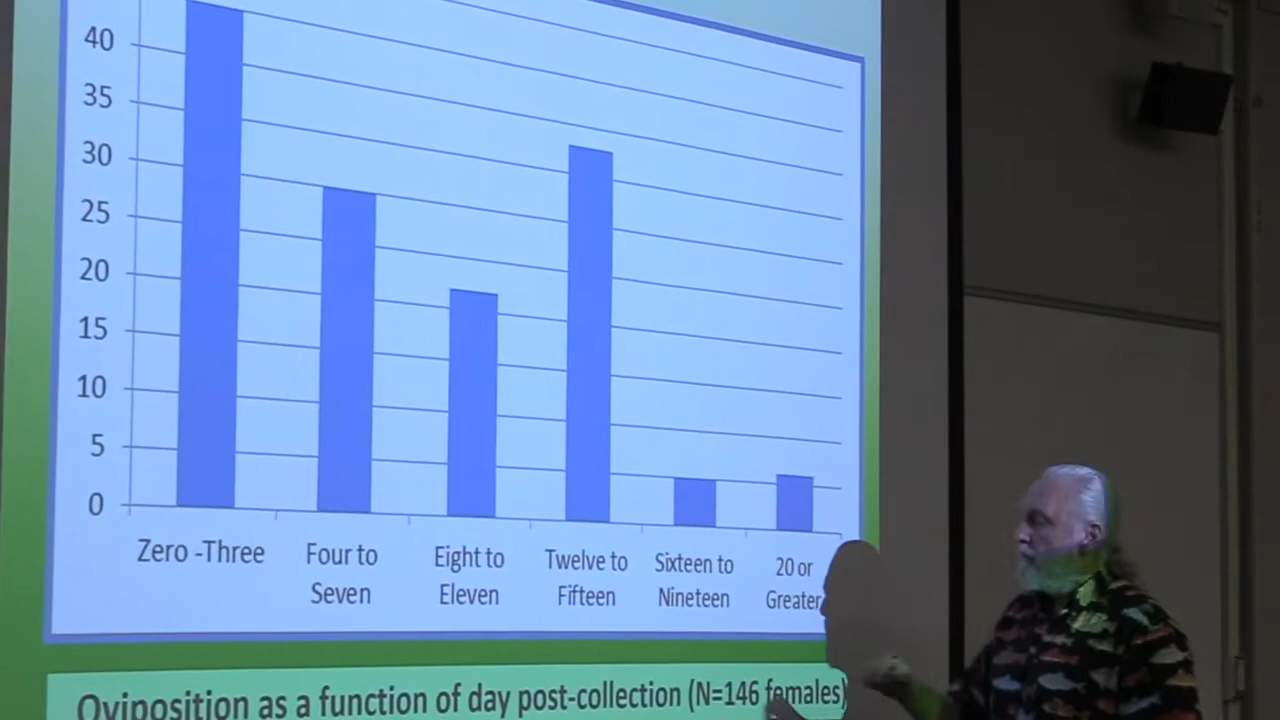 40
35
30
25
20
15
10
5
0
Zero -Three
Four to
Seven
Eight to
Eleven
Twelve to
Fifteen
Sixteen to
Nineteen
20 or
Greater
Oviposition as a function of day post-collection (N=146 females)